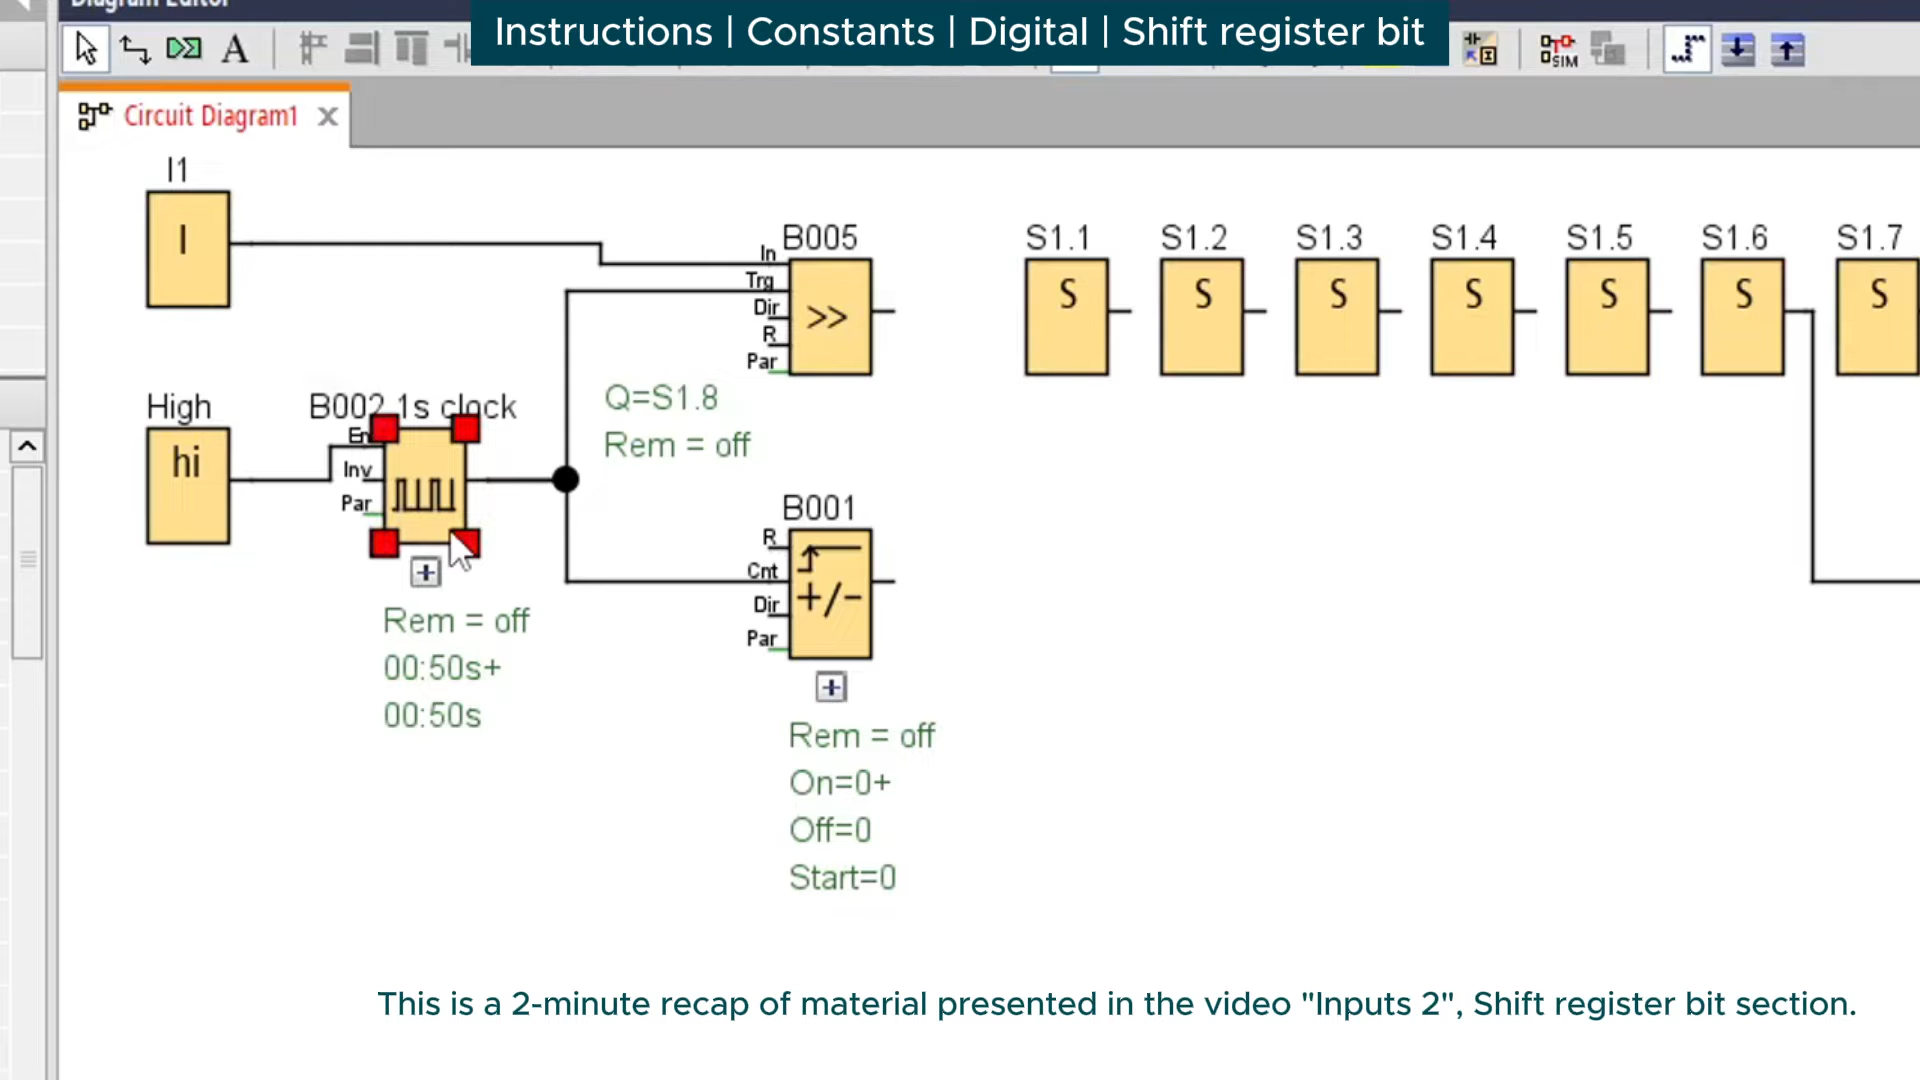 Diagram Editor
Instructions | Constants | Digital | Shift register bit
A
SIM
Circuit Diagram1
I1
I
In
Trg
Dir
R
Par
B005
>>
Q=S1.8
Rem = off
S1.1
S
S1.2
S
S1.3
S
S1.4
S
S1.5
S
S1.6
S
S1.7
S
High
hi
B002 1s clock
En
Inv
Par
Rem = off
00:50s+
00:50s
B001
R
Cnt
Dir
Par
+/-
Rem = off
On=0+
Off=0
Start=0
This is a 2-minute recap of material presented in the video "Inputs 2", Shift register bit section.